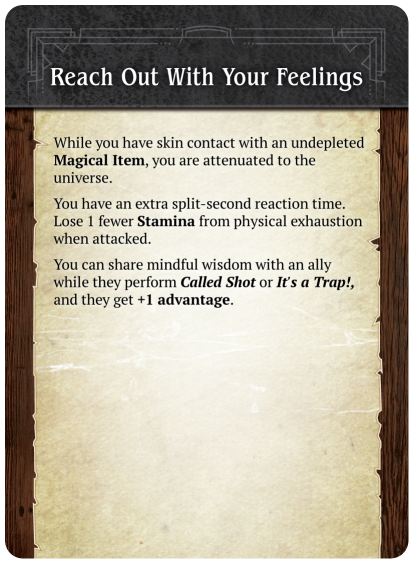 Reach Out With Your Feelings
While you have skin contact with an undepleted
Magical Item, you are attenuated to the
universe.
You have an extra split-second reaction time.
Lose 1 fewer Stamina from physical exhaustion
when attacked.
You can share mindful wisdom with an ally
while they perform Called Shot or It's a Trap!,
and they get +1 advantage.